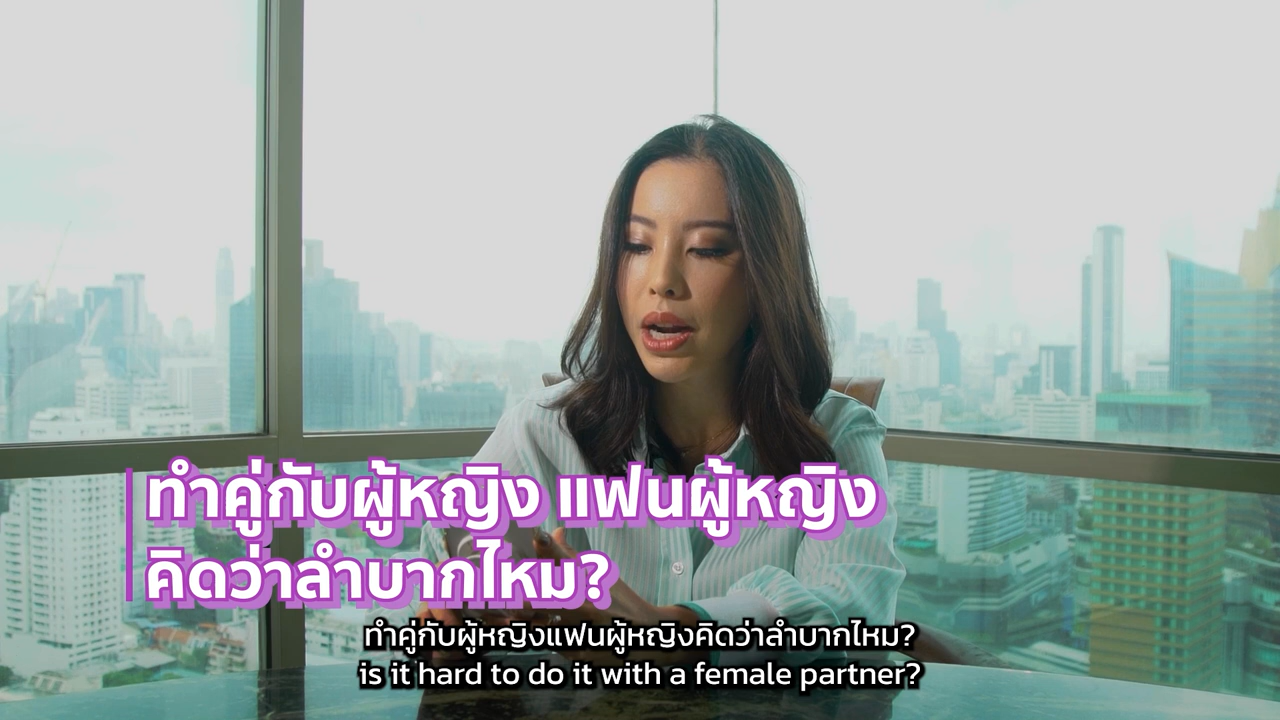 ทำคู่กับผู้หญิง แฟนผู้หญิง
คิดว่าลำบากไหม?
ทำคู่กับผู้หญิงแฟนผู้หญิงคิดว่าลำบากไหม?
is it hard to do it with a female partner?